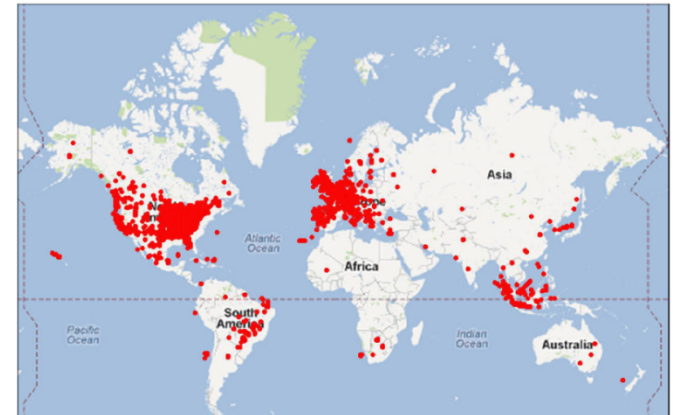 Asia
Atlantic
Ocean
Africa
South
America
Pacific
Ocean
Indian
Ocean
Australia